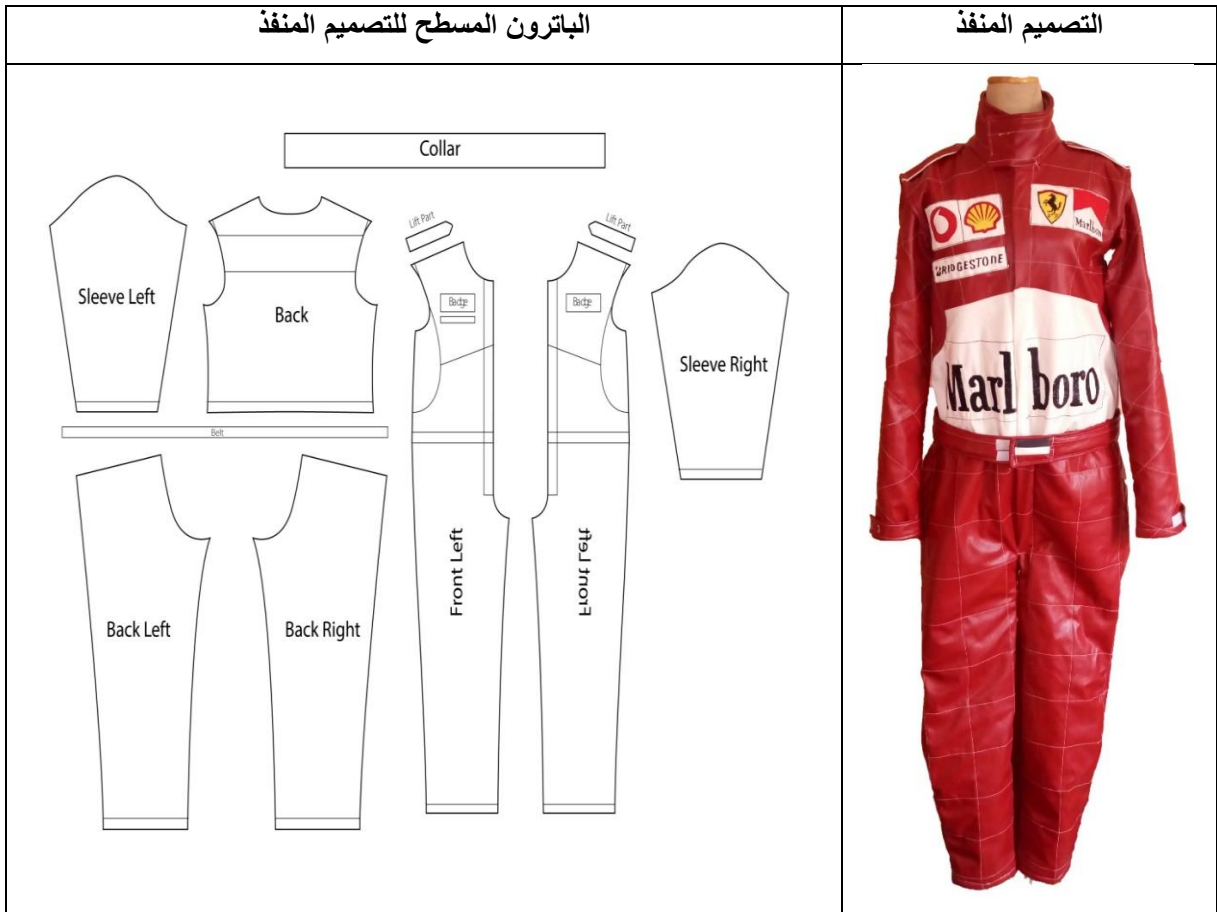 التصميم المنفذ
الباترون المسطح للتصميم المنفذ
Collar
Lift Part
Lift Part
Sleeve Left
Back
Badge
Badge
Sleeve Right
Belt
Back Left
Back Right
Front Left
Front Left
Marlboro
BRIDGESTONE
Marl boro